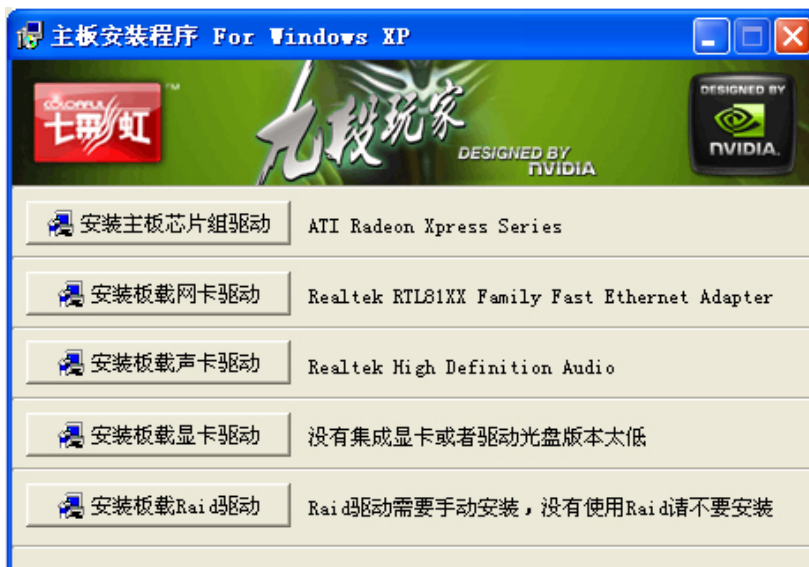 主板安装程序 For Windows XP
COLORFUL
七彩虹
TM
九段玩家
DESIGNED BY
NVIDIA
DESIGNED BY
NVIDIA.
安装主板芯片组驱动 ATI Radeon Xpress Series
安装板载网卡驱动 Realtek RTL81XX Family Fast Ethernet Adapter
安装板载声卡驱动 Realtek High Definition Audio
安装板载显卡驱动 没有集成显卡或者驱动光盘版本太低
安装板载Raid驱动 Raid驱动需要手动安装，没有使用Raid请不要安装